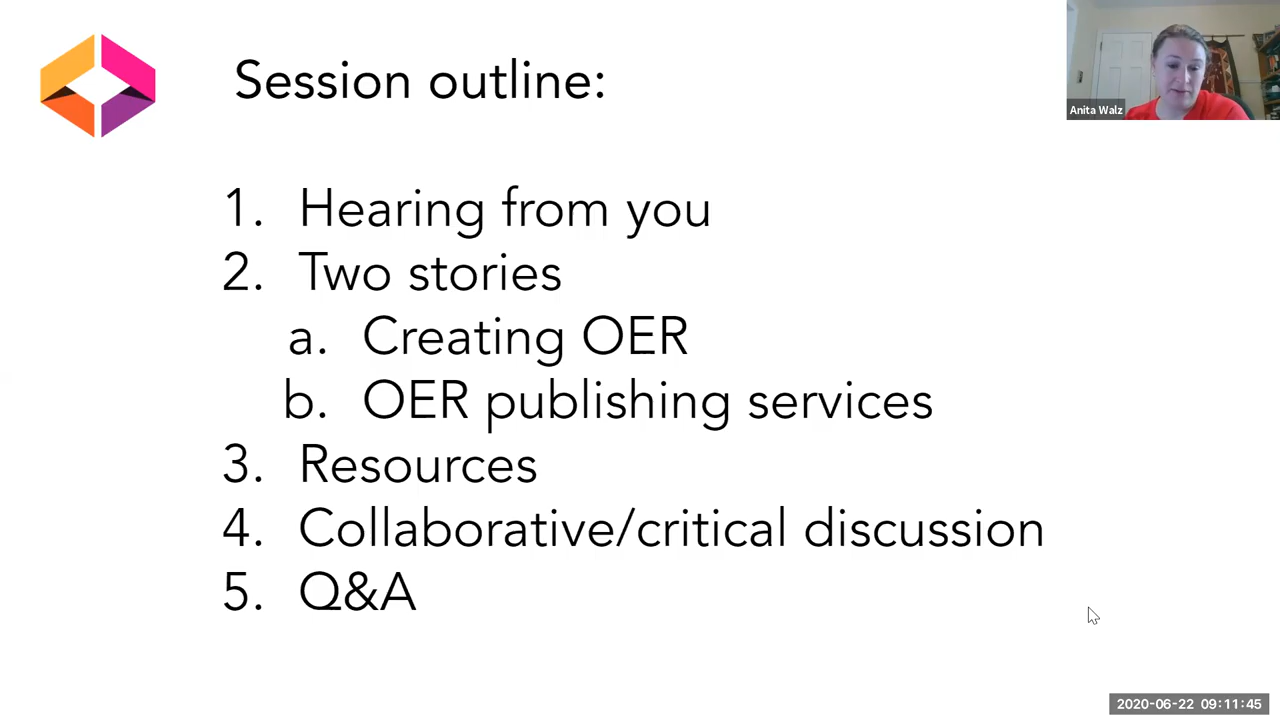 Session outline:
Anita Walz
1. Hearing from you
2. Two stories
a. Creating OER
b. OER publishing services
3. Resources
4. Collaborative/critical discussion
5. Q&A
2020-06-22 09:11:45